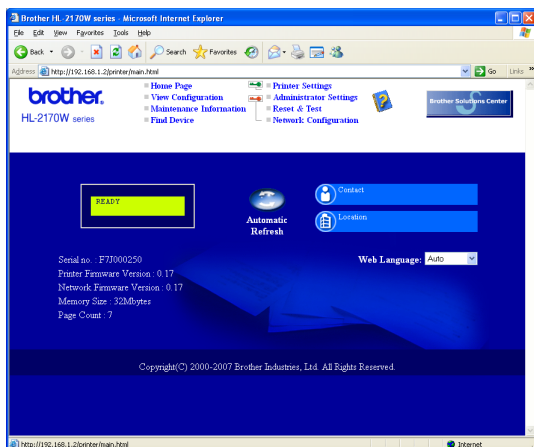 Brother HL-2170W series - Microsoft Internet Explorer
File Edit View Favorites Tools Help
Back Search Favorites
Address http://192.168.1.2/printer/main.html Go Links »
brother.
HL-2170W series
Home Page
View Configuration
Maintenance Information
Find Device
Printer Settings
Administrator Settings
Reset & Test
Network Configuration
Brother Solutions Center
READY
Automatic
Refresh
Contact
Location
Serial no. : F7J000250
Printer Firmware Version : 0.17
Network Firmware Version : 0.17
Memory Size : 32Mbytes
Page Count : 7
Web Language: Auto
Copyright(C) 2000-2007 Brother Industries, Ltd. All Rights Reserved.
http://192.168.1.2/printer/main.html Internet